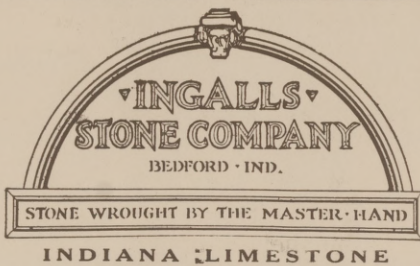 ▾INGALLS▾
STONE COMPANY
BEDFORD · IND.
STONE WROUGHT BY THE MASTER · HAND
INDIANA LIMESTONE